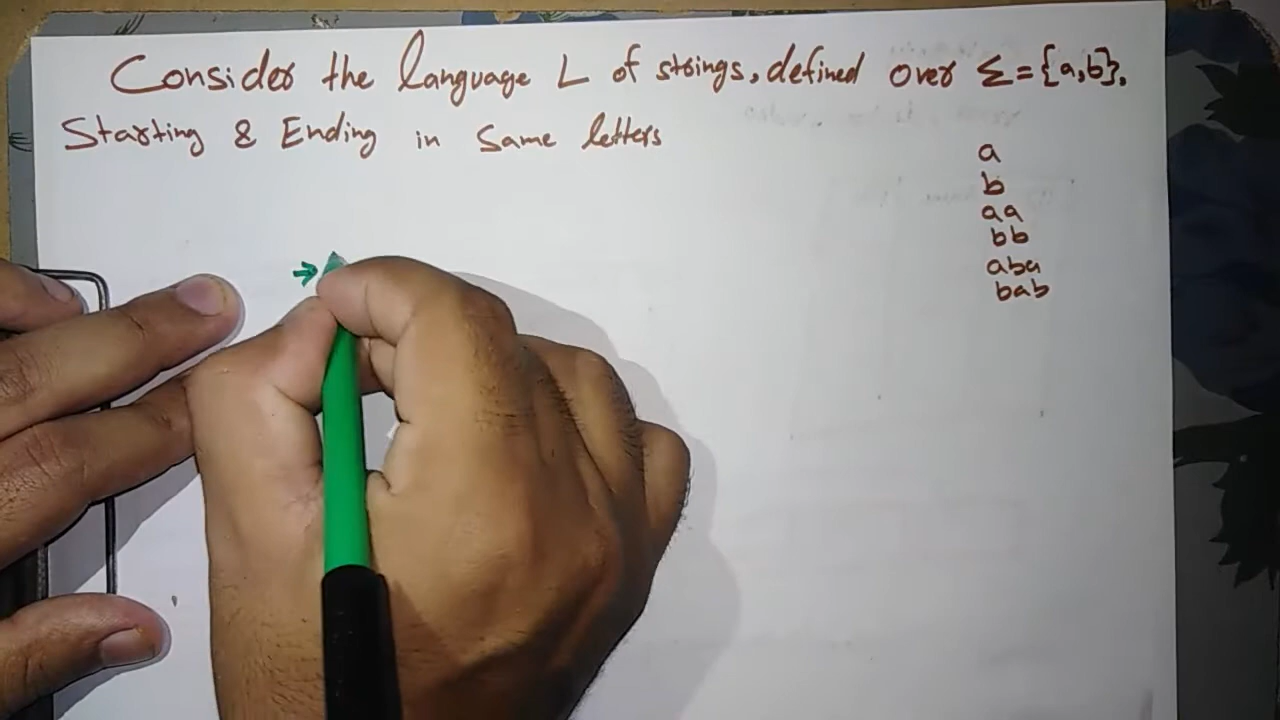 Consider the language L of strings, defined over Σ = {a,b}.
Starting & Ending in Same letters
a
b
aa
bb
aba
bab